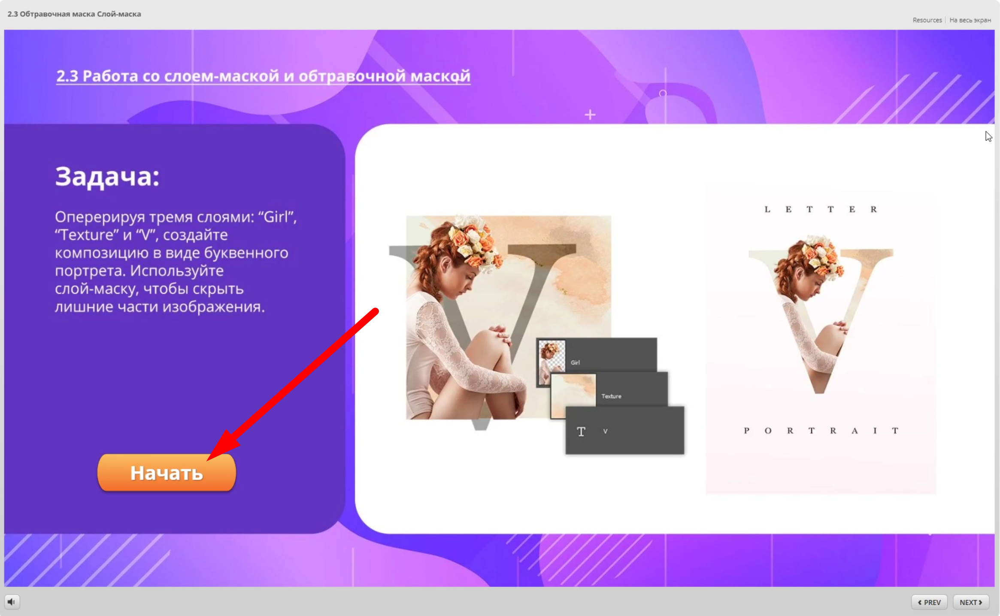 2.3 Обтравочная маска Слой-маска
Resources
На весь экран
2.3 Работа со слоем-маской и обтравочной маской
Задача:
Оперерируя тремя слоями: “Girl”,
“Texture” и “V”, создайте
композицию в виде буквенного
портрета. Используйте
слой-маску, чтобы скрыть
лишние части изображения.
Начать
V
Girl
Texture
T V
LETTER
V
PORTRAIT
PREV
NEXT